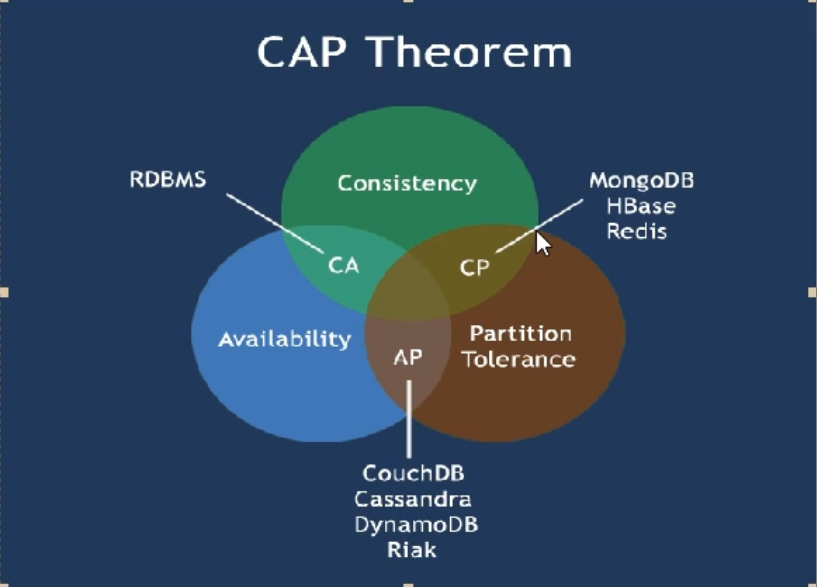 CAP Theorem
RDBMS
Consistency
MongoDB
HBase
Redis
CA
CP
Availability
Partition
Tolerance
AP
CouchDB
Cassandra
DynamoDB
Riak